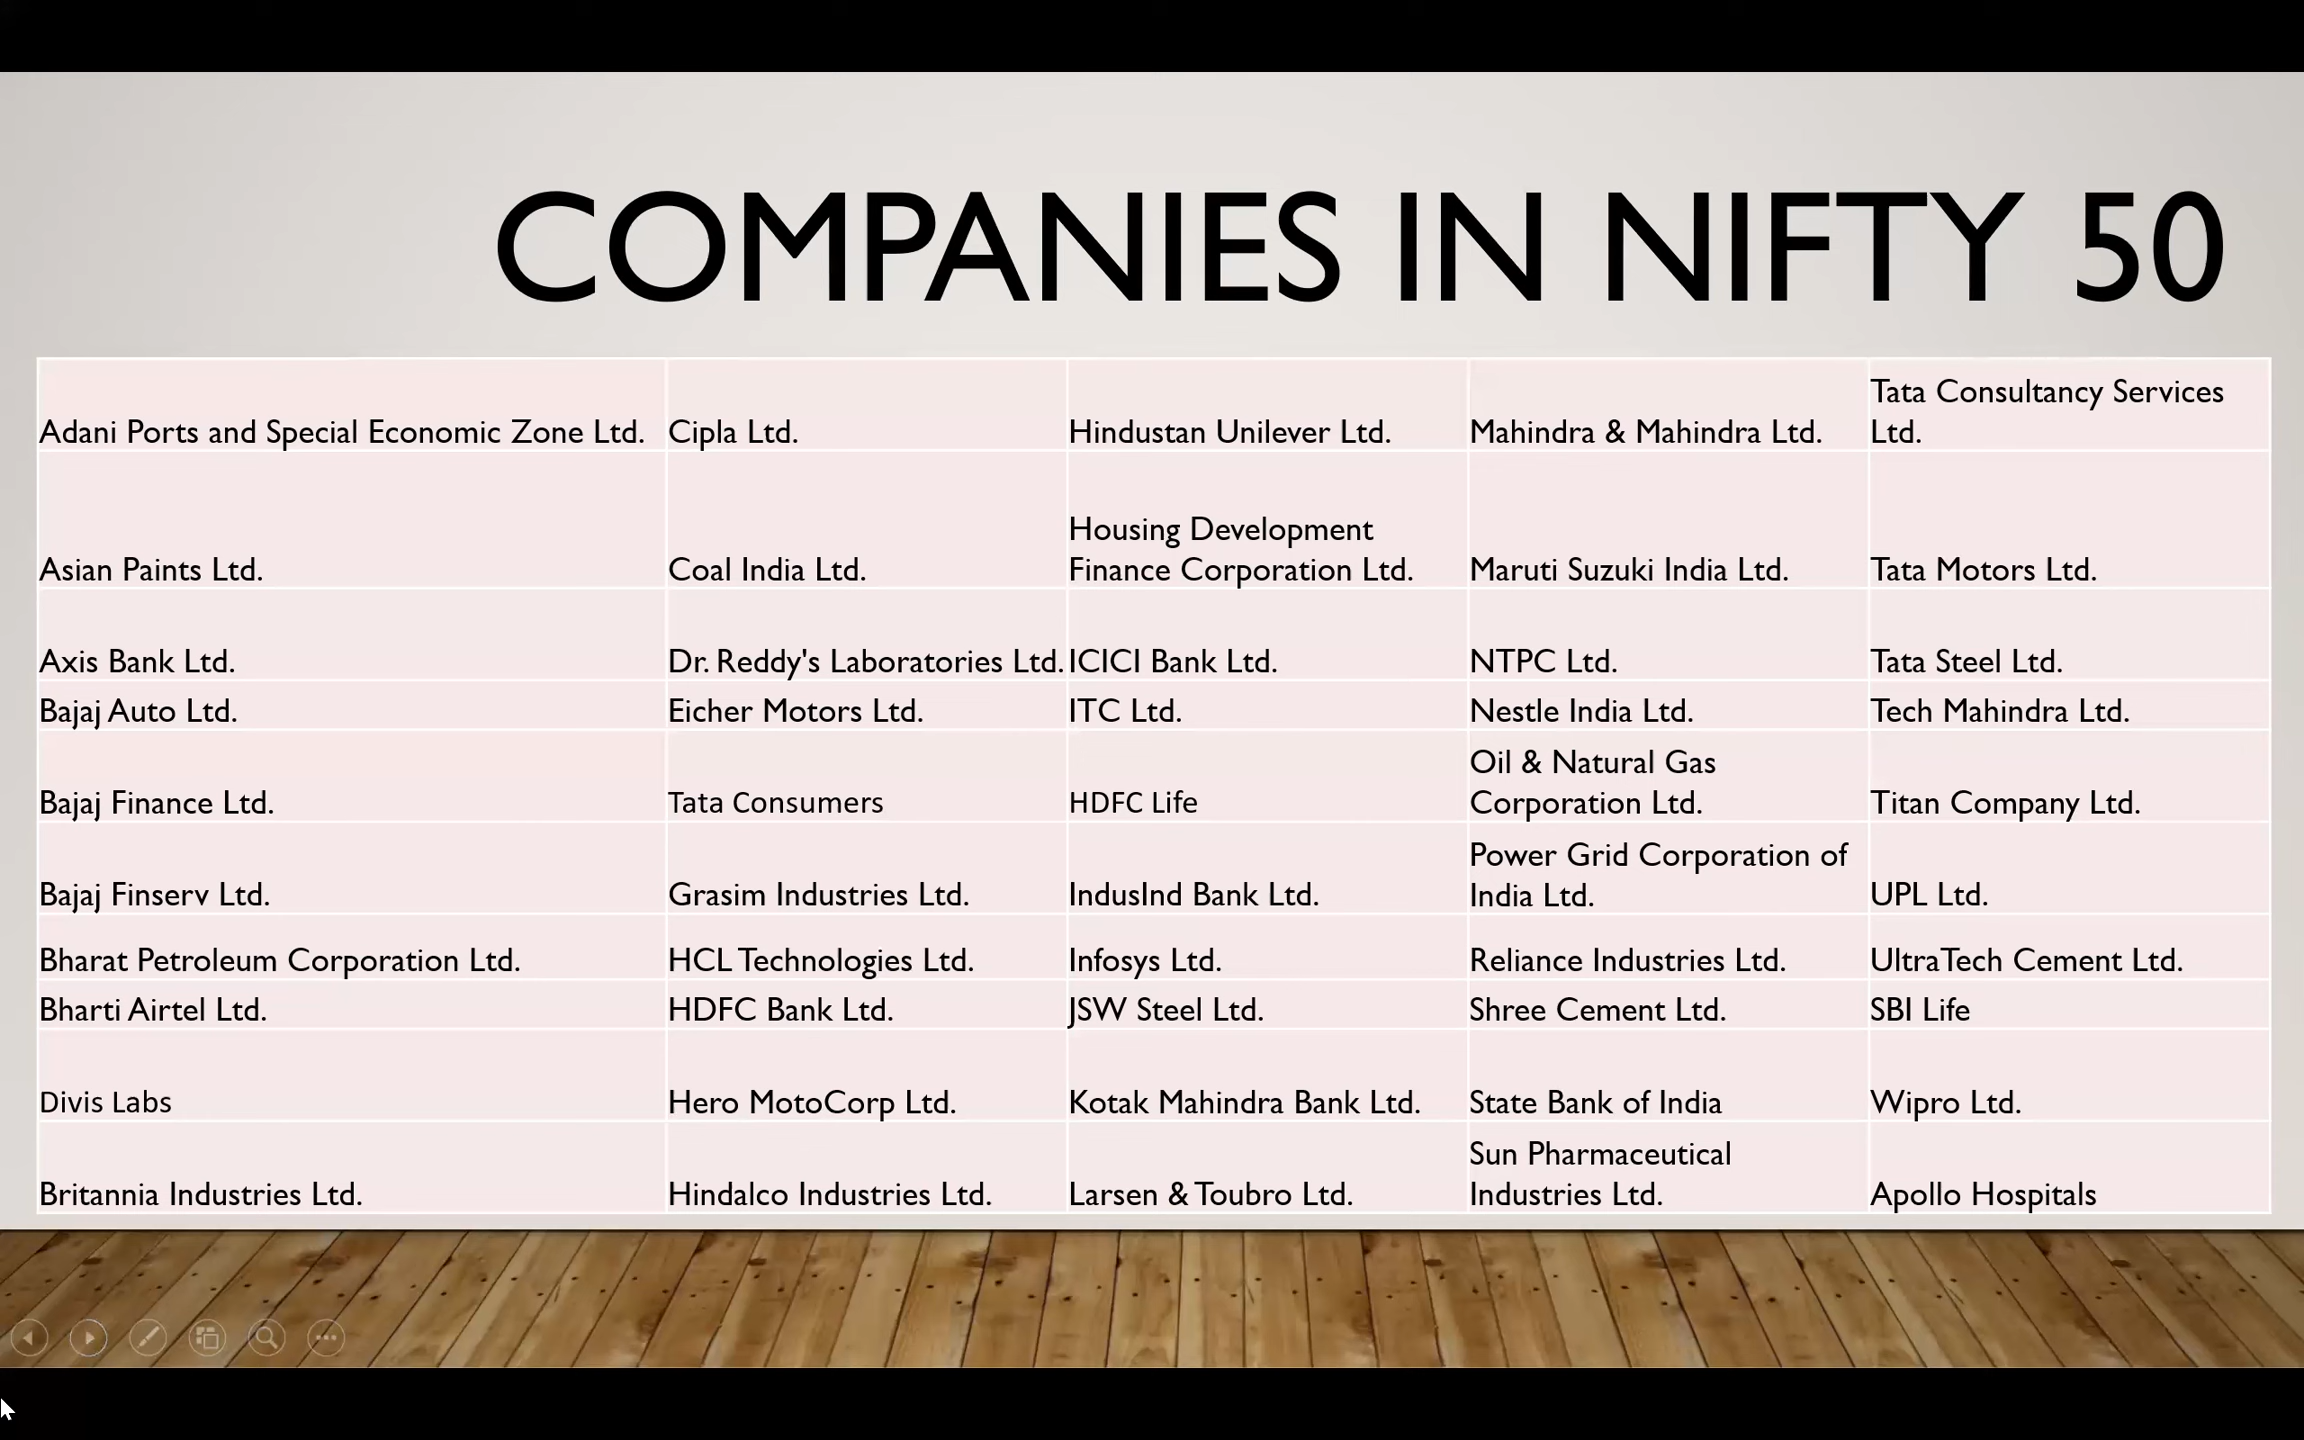 COMPANIES IN NIFTY 50
Adani Ports and Special Economic Zone Ltd. Cipla Ltd. Hindustan Unilever Ltd. Mahindra & Mahindra Ltd. Tata Consultancy Services
Ltd.
Asian Paints Ltd. Coal India Ltd. Housing Development
Finance Corporation Ltd. Maruti Suzuki India Ltd. Tata Motors Ltd.
Axis Bank Ltd. Dr. Reddy's Laboratories Ltd. ICICI Bank Ltd. NTPC Ltd. Tata Steel Ltd.
Bajaj Auto Ltd. Eicher Motors Ltd. ITC Ltd. Nestle India Ltd. Tech Mahindra Ltd.
Bajaj Finance Ltd. Tata Consumers HDFC Life Oil & Natural Gas
Corporation Ltd. Titan Company Ltd.
Bajaj Finserv Ltd. Grasim Industries Ltd. IndusInd Bank Ltd. Power Grid Corporation of
India Ltd. UPL Ltd.
Bharat Petroleum Corporation Ltd. HCL Technologies Ltd. Infosys Ltd. Reliance Industries Ltd. UltraTech Cement Ltd.
Bharti Airtel Ltd. HDFC Bank Ltd. JSW Steel Ltd. Shree Cement Ltd. SBI Life
Divis Labs Hero MotoCorp Ltd. Kotak Mahindra Bank Ltd. State Bank of India Wipro Ltd.
Britannia Industries Ltd. Hindalco Industries Ltd. Larsen & Toubro Ltd. Sun Pharmaceutical
Industries Ltd. Apollo Hospitals